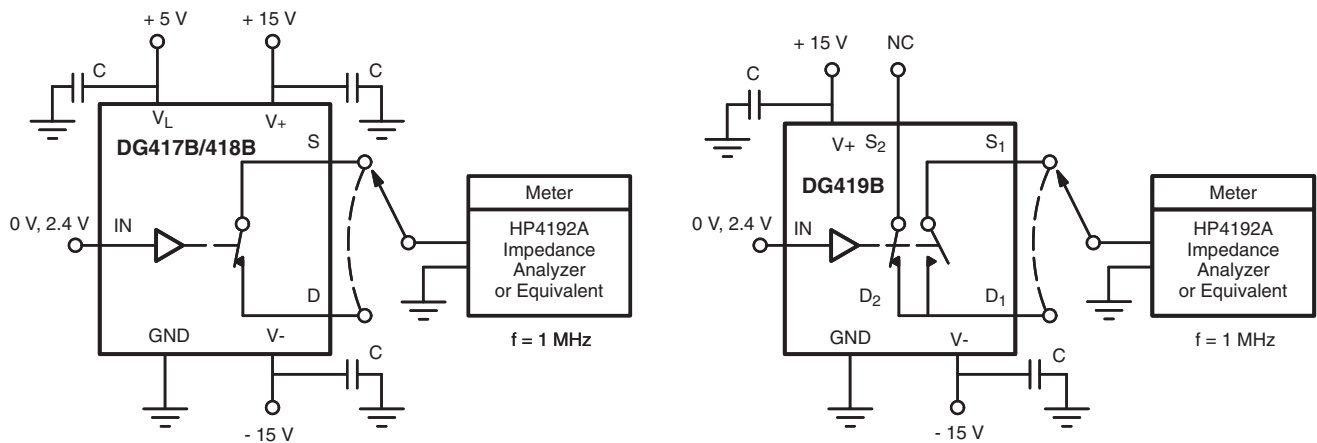 + 5 V
+ 15 V
C
C
V_L
V+
DG417B/418B
S
0 V, 2.4 V
IN
D
GND
V-
C
- 15 V
Meter
HP4192A
Impedance
Analyzer
or Equivalent
f = 1 MHz
+ 15 V
NC
C
V+
S2
S1
DG419B
0 V, 2.4 V
IN
D2
D1
GND
V-
C
- 15 V
Meter
HP4192A
Impedance
Analyzer
or Equivalent
f = 1 MHz